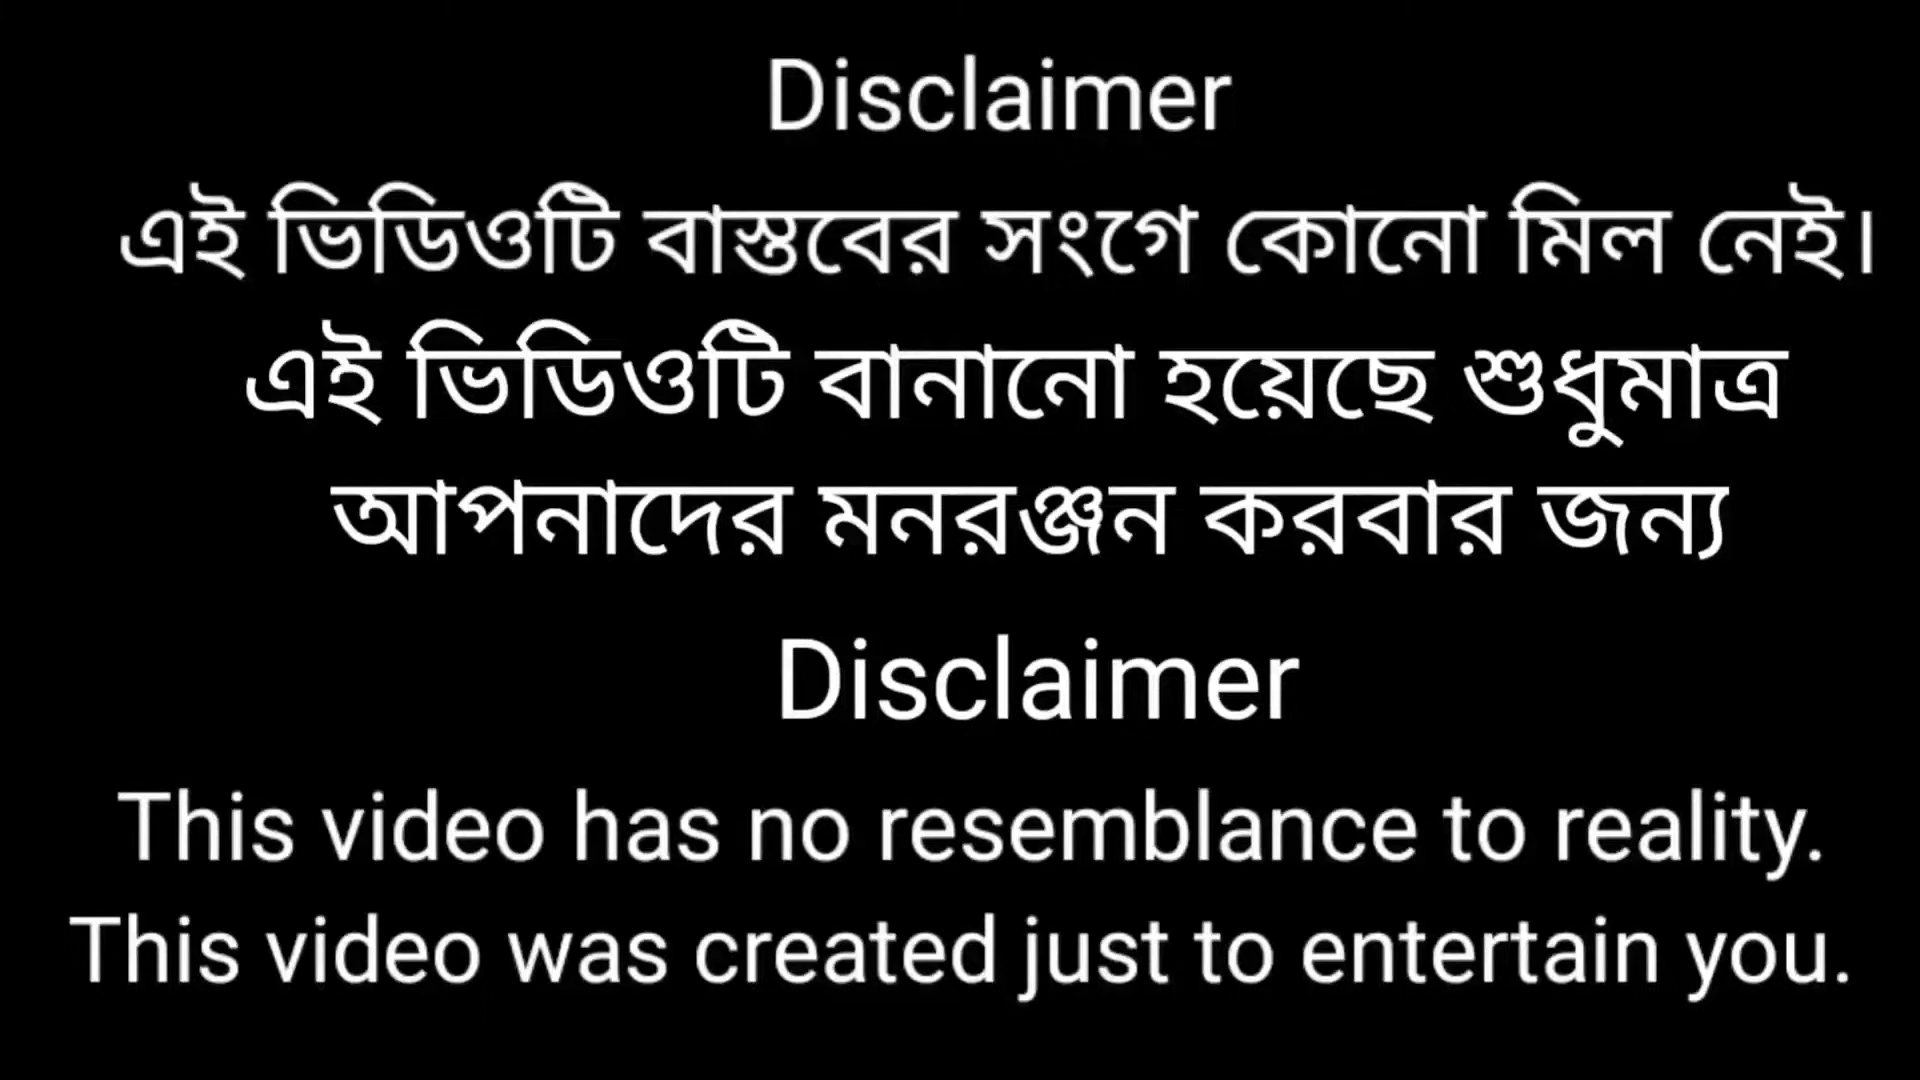 Disclaimer
এই ভিডিওটি বাস্তবের সংগে কোনো মিল নেই।
এই ভিডিওটি বানানো হয়েছে শুধুমাত্র
আপনাদের মনরঞ্জন করবার জন্য
Disclaimer
This video has no resemblance to reality.
This video was created just to entertain you.